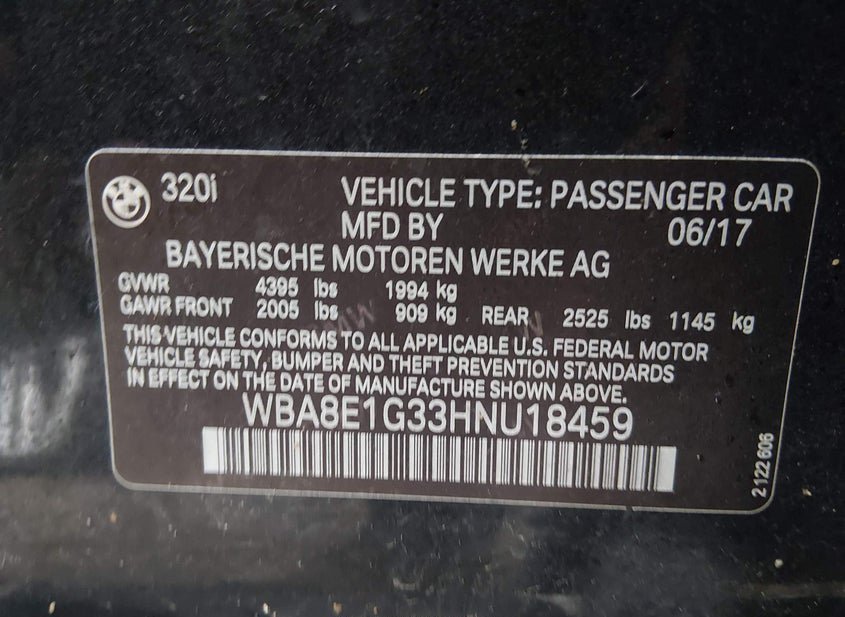 320i VEHICLE TYPE: PASSENGER CAR
MFD BY 06/17
BAYERISCHE MOTOREN WERKE AG
GVWR 4395 lbs 1994 kg
GAWR FRONT 2005 lbs 909 kg REAR 2525 lbs 1145 kg
THIS VEHICLE CONFORMS TO ALL APPLICABLE U.S. FEDERAL MOTOR
VEHICLE SAFETY, BUMPER AND THEFT PREVENTION STANDARDS
IN EFFECT ON THE DATE OF MANUFACTURE SHOWN ABOVE.
WBA8E1G33HNU18459
2122606